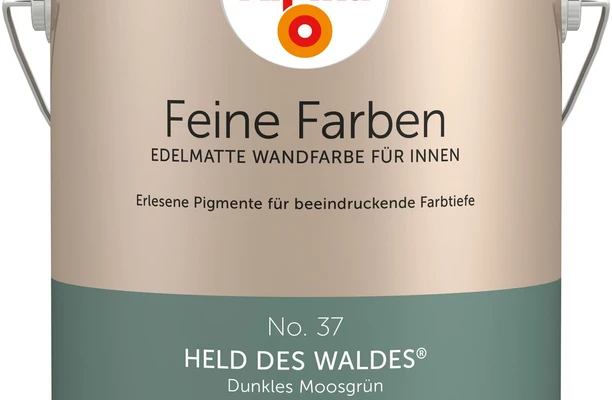 Feine Farben
EDELMATTE WANDFARBE FÜR INNEN
Erlesene Pigmente für beeindruckende Farbtiefe
No. 37
HELD DES WALDES®
Dunkles Moosgrün